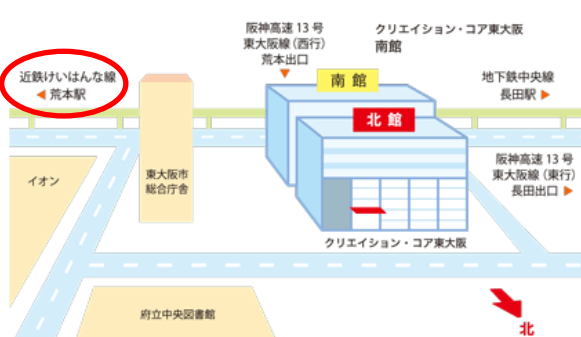 阪神高速 13 号
東大阪線（西行）
荒本出口
クリエイション・コア東大阪
南館
近鉄けいはんな線
荒本駅
南 館
地下鉄中央線
長田駅
北 館
阪神高速 13 号
東大阪線（東行）
長田出口
イオン
東大阪市
総合庁舎
クリエイション・コア東大阪
府立中央図書館
北